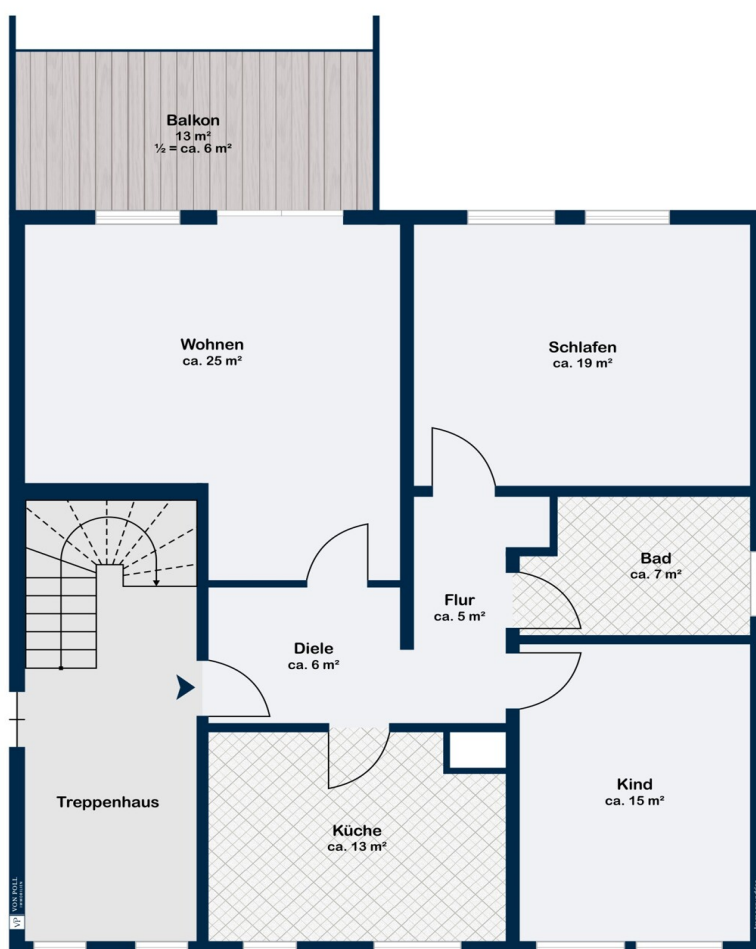 Balkon
13 m²
½ = ca. 6 m²
Wohnen
ca. 25 m²
Schlafen
ca. 19 m²
Bad
ca. 7 m²
Flur
ca. 5 m²
Diele
ca. 6 m²
Kind
ca. 15 m²
Treppenhaus
Küche
ca. 13 m²
VP VON POLL
IMMOBILIEN